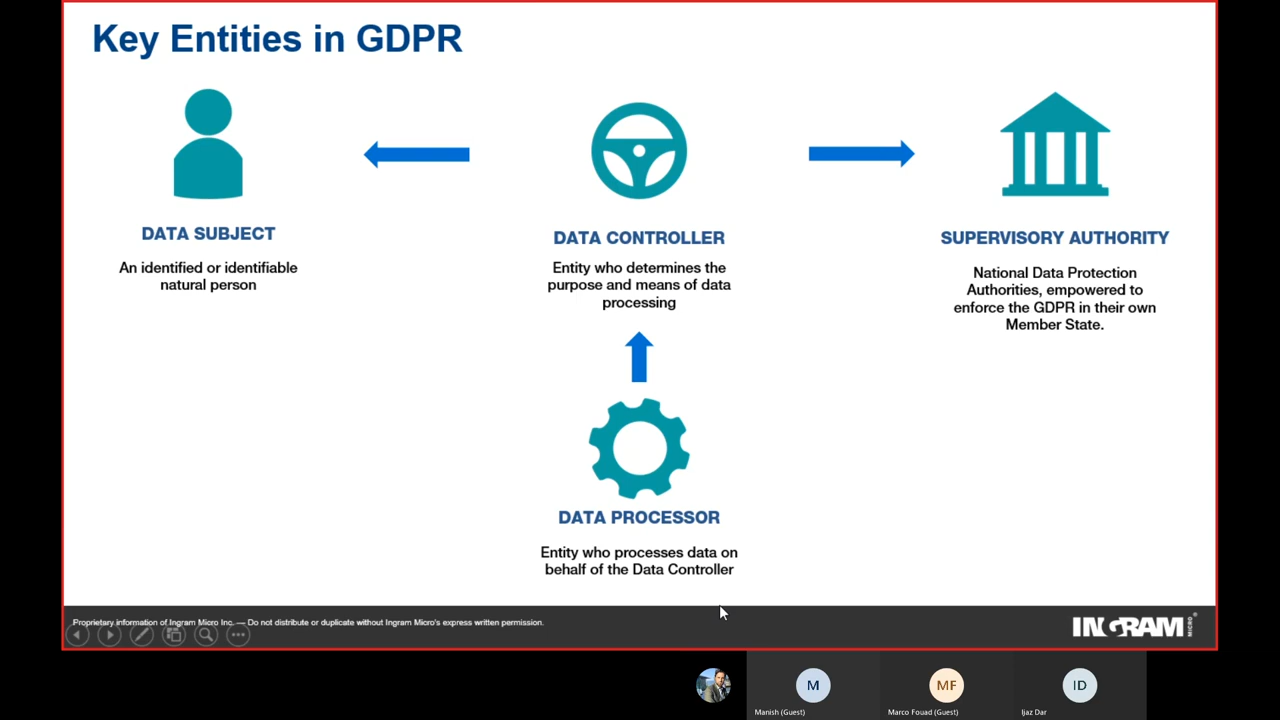 Key Entities in GDPR
DATA SUBJECT
An identified or identifiable
natural person
DATA CONTROLLER
Entity who determines the
purpose and means of data
processing
SUPERVISORY AUTHORITY
National Data Protection
Authorities, empowered to
enforce the GDPR in their own
Member State.
DATA PROCESSOR
Entity who processes data on
behalf of the Data Controller
Proprietary information of Ingram Micro Inc. — Do not distribute or duplicate without Ingram Micro's express written permission.
INGRAM MICRO
M
MF
ID
Manish (Guest)
Marco Fouad (Guest)
Ijaz Dar